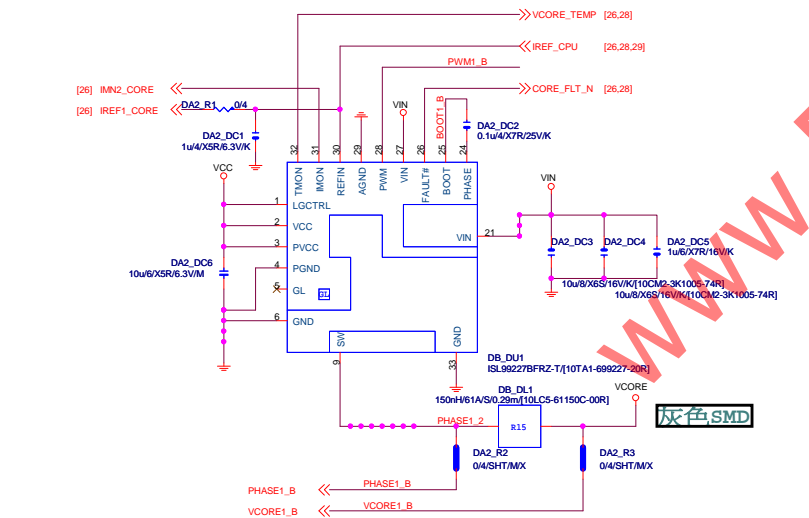 VCORE_TEMP [26,28]
IREF_CPU [26,28,29]
PWM1_B
[26] IMN2_CORE
CORE_FLT_N [26,28]
[26] IREF1_CORE
DA2_R1 0/4
VIN
BOOT1_B
DA2_DC1
1u/4/X5R/6.3V/K
DA2_DC2
0.1u/4/X7R/25V/K
32 31 30 29 28 27 26 25 24
VCC
TMON IMON REFIN AGND PWM VIN FAULT# BOOT PHASE
VIN
1 LGCTRL
2 VCC
3 PVCC
VIN 21
DA2_DC3 DA2_DC4 DA2_DC5
1u/6/X7R/16V/K
DA2_DC6
10u/6/X5R/6.3V/M
4 PGND
5 GL
GL
10u/8/X6S/16V/K/[10CM2-3K1005-74R]
10u/8/X6S/16V/K/[10CM2-3K1005-74R]
6 GND
SW GND
9 33
DB_DU1
ISL99227BFRZ-T/[10TA1-699227-20R]
DB_DL1
150nH/61A/S/0.29m/[10LC5-61150C-00R]
VCORE
灰色SMD
PHASE1_2
R15
DA2_R2
0/4/SHT/M/X
DA2_R3
0/4/SHT/M/X
PHASE1_B PHASE1_B
VCORE1_B VCORE1_B
www